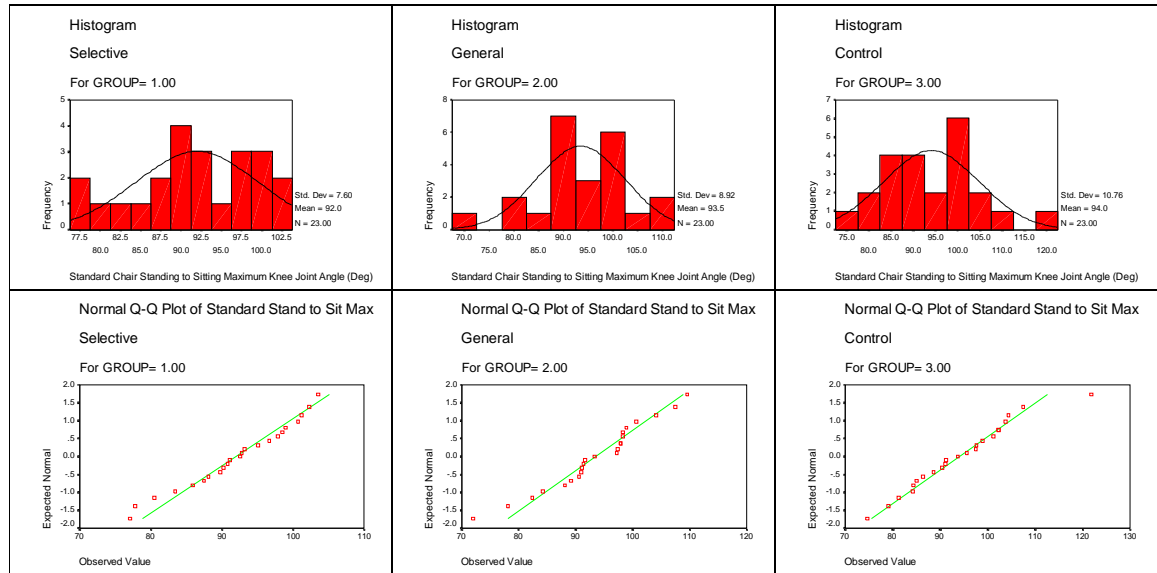 Histogram
Selective
For GROUP= 1.00
5
4
3
2
1
0
Frequency
Std. Dev = 7.60
Mean = 92.0
N = 23.00
77.5 82.5 87.5 92.5 97.5 102.5
80.0 85.0 90.0 95.0 100.0
Standard Chair Standing to Sitting Maximum Knee Joint Angle (Deg)
Histogram
General
For GROUP= 2.00
8
6
4
2
0
Frequency
Std. Dev = 8.92
Mean = 93.5
N = 23.00
70.0 80.0 90.0 100.0 110.0
75.0 85.0 95.0 105.0
Standard Chair Standing to Sitting Maximum Knee Joint Angle (Deg)
Histogram
Control
For GROUP= 3.00
7
6
5
4
3
2
1
0
Frequency
Std. Dev = 10.76
Mean = 94.0
N = 23.00
75.0 85.0 95.0 105.0 115.0
80.0 90.0 100.0 110.0 120.0
Standard Chair Standing to Sitting Maximum Knee Joint Angle (Deg)
Normal Q-Q Plot of Standard Stand to Sit Max
Selective
For GROUP= 1.00
2.0
1.5
1.0
.5
0.0
-.5
-1.0
-1.5
-2.0
Expected Normal
70 80 90 100 110
Observed Value
Normal Q-Q Plot of Standard Stand to Sit Max
General
For GROUP= 2.00
2.0
1.5
1.0
.5
0.0
-.5
-1.0
-1.5
-2.0
Expected Normal
70 80 90 100 110
Observed Value
Normal Q-Q Plot of Standard Stand to Sit Max
Control
For GROUP= 3.00
2.0
1.5
1.0
.5
0.0
-.5
-1.0
-1.5
-2.0
Expected Normal
70 80 90 100 110 120 130
Observed Value